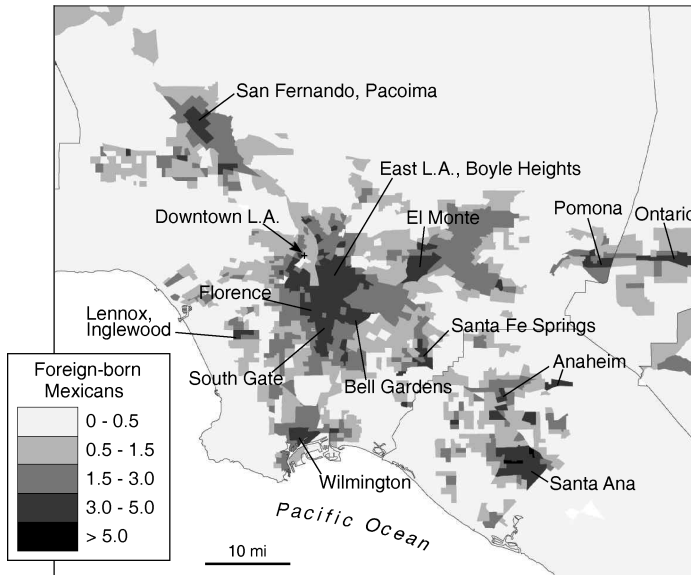 San Fernando, Pacoima
East L.A., Boyle Heights
Downtown L.A.
El Monte
Pomona
Ontario
Florence
Lennox,
Inglewood
Santa Fe Springs
Anaheim
South Gate
Bell Gardens
Wilmington
Santa Ana
Pacific Ocean
Foreign-born
Mexicans
0 - 0.5
0.5 - 1.5
1.5 - 3.0
3.0 - 5.0
> 5.0
10 mi